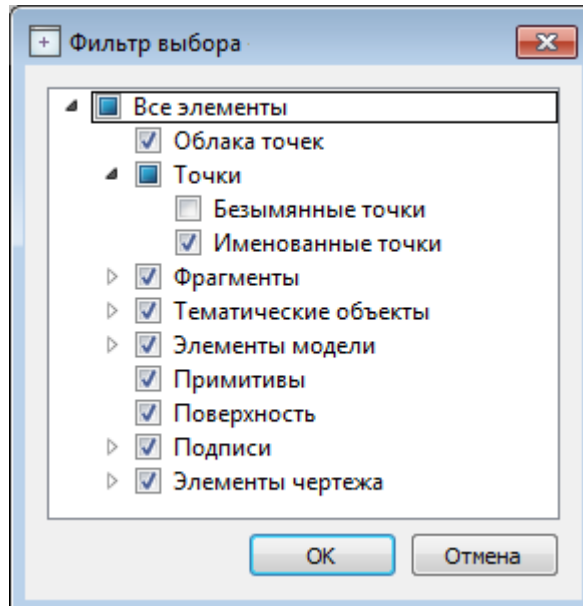 Фильтр выбора
Все элементы
Облака точек
Точки
Безымянные точки
Именованные точки
Фрагменты
Тематические объекты
Элементы модели
Примитивы
Поверхность
Подписи
Элементы чертежа
ОК Отмена